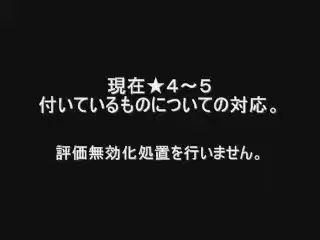 現在★４～５
付いているものについての対応。
評価無効化処置を行いません。